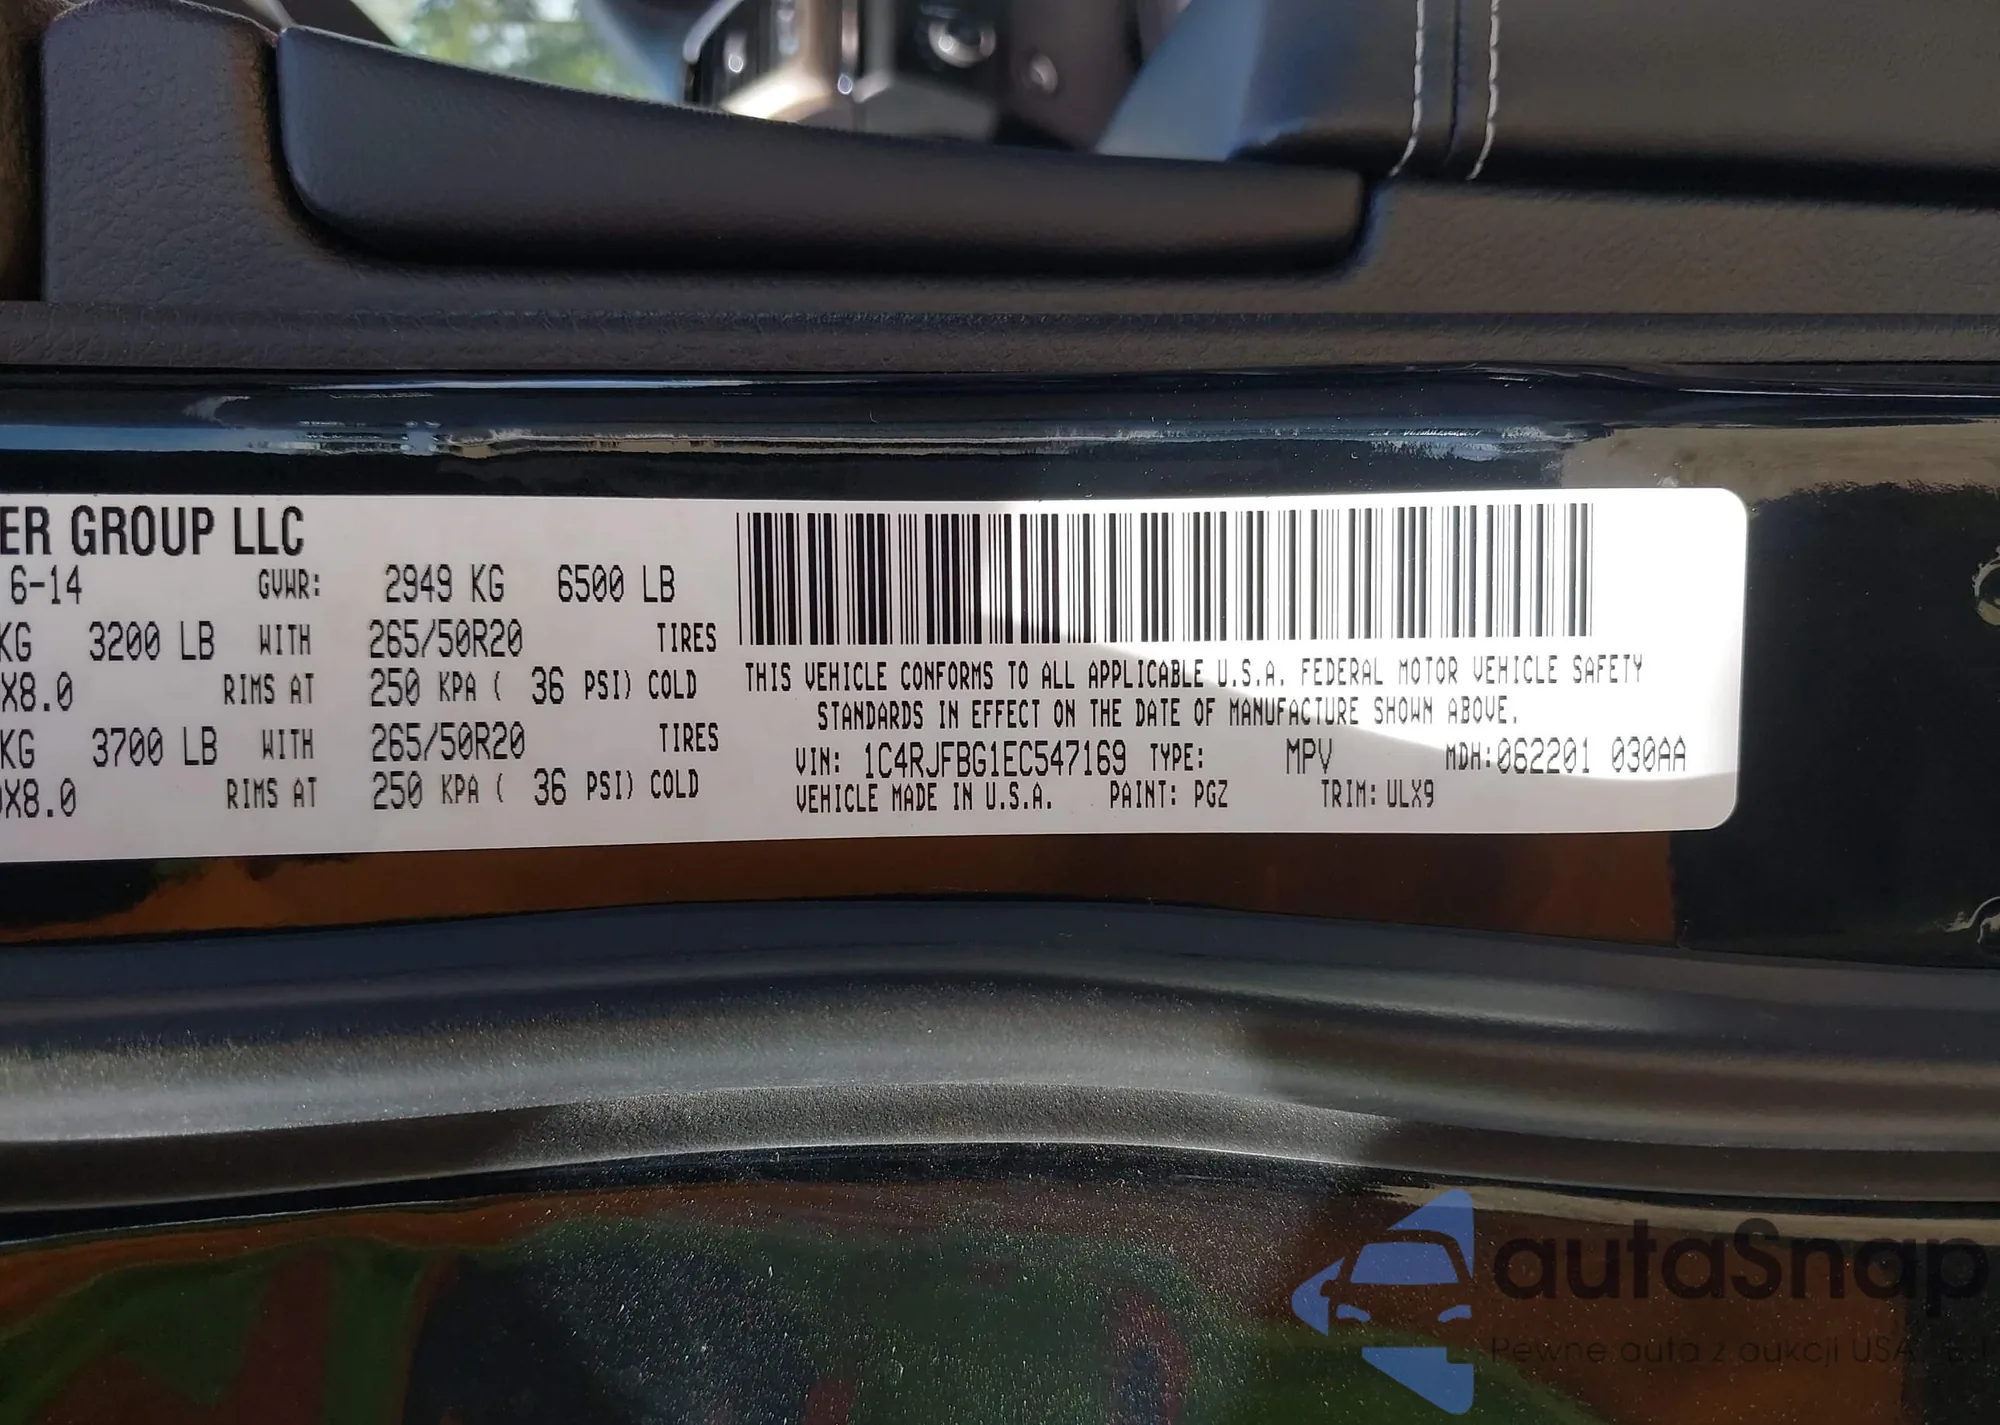 ER GROUP LLC
6-14 GVWR: 2949 KG 6500 LB
KG 3200 LB WITH 265/50R20 TIRES
X8.0 RIMS AT 250 KPA ( 36 PSI) COLD
KG 3700 LB WITH 265/50R20 TIRES
X8.0 RIMS AT 250 KPA ( 36 PSI) COLD
THIS VEHICLE CONFORMS TO ALL APPLICABLE U.S.A. FEDERAL MOTOR VEHICLE SAFETY
STANDARDS IN EFFECT ON THE DATE OF MANUFACTURE SHOWN ABOVE.
VIN: 1C4RJFBG1EC547169 TYPE: MPV MDH:062201 030AA
VEHICLE MADE IN U.S.A. PAINT: PGZ TRIM: ULX9
autaSnap
Pewne auta z aukcji USA